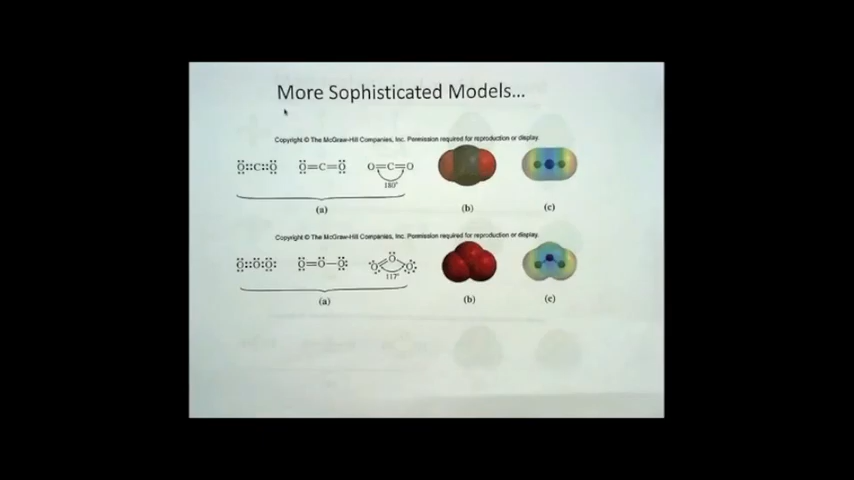 More Sophisticated Models...
Copyright © The McGraw-Hill Companies, Inc. Permission required for reproduction or display.
Ö::C::Ö Ö=C=Ö O=C=O
180°
(a) (b) (c)
Copyright © The McGraw-Hill Companies, Inc. Permission required for reproduction or display.
Ö::Ö:Ö: Ö=Ö—Ö: O O O
117°
(a) (b) (c)